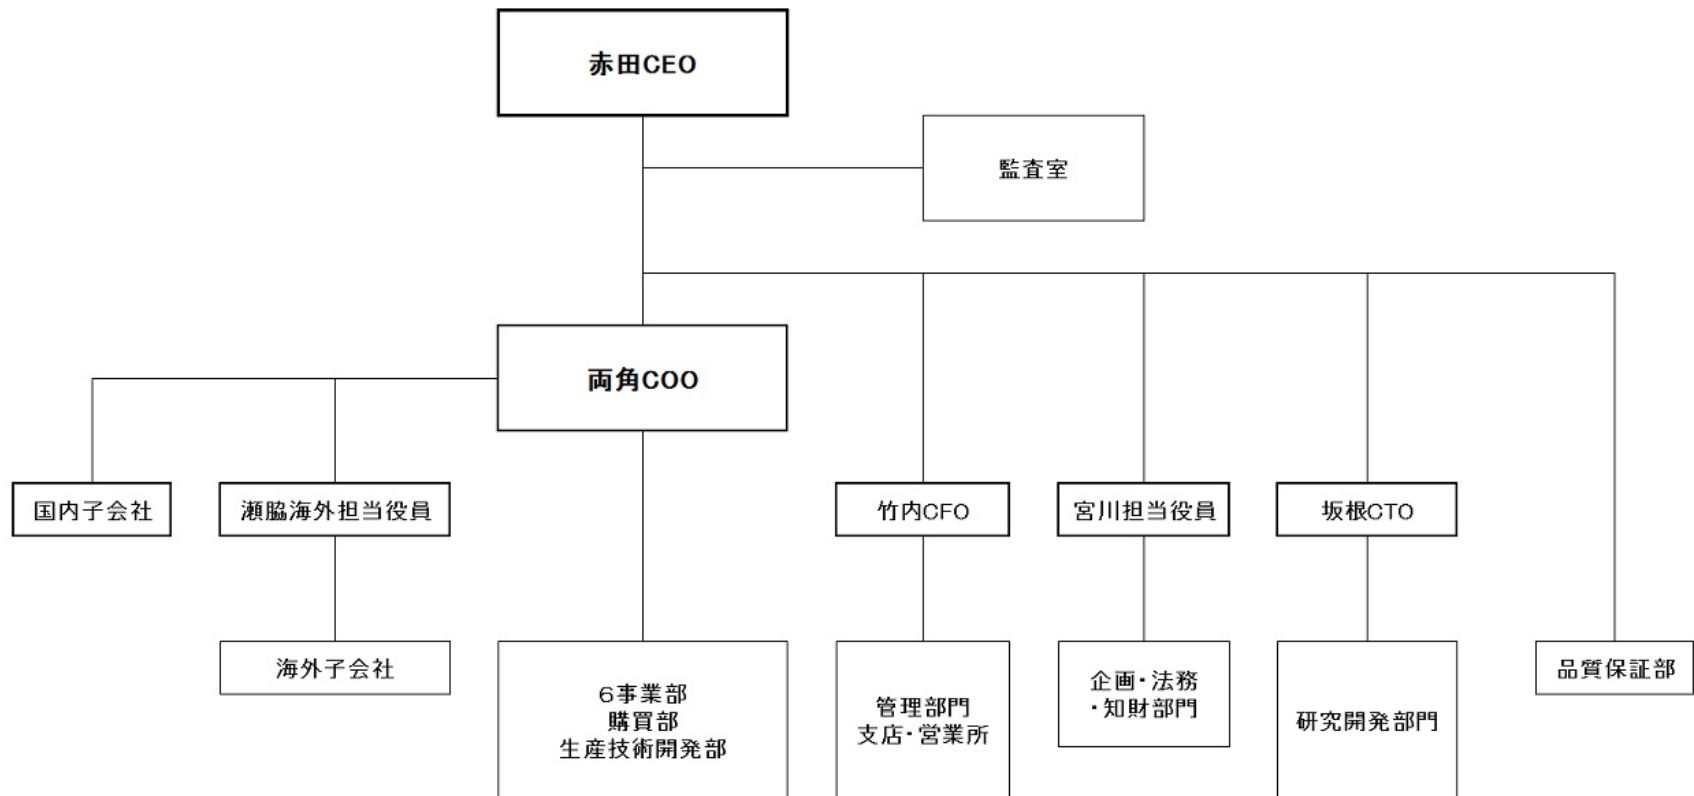 赤田CEO
監査室
両角COO
国内子会社
瀬脇海外担当役員
竹内CFO
宮川担当役員
坂根CTO
海外子会社
6事業部
購買部
生産技術開発部
管理部門
支店・営業所
企画・法務
・知財部門
研究開発部門
品質保証部